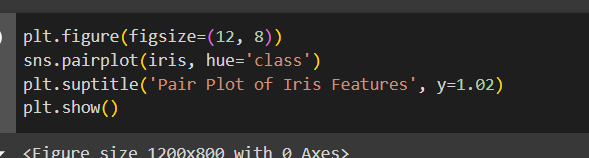 plt.figure(figsize=(12, 8))
sns.pairplot(iris, hue='class')
plt.suptitle('Pair Plot of Iris Features', y=1.02)
plt.show()
<Figure size 1200x800 with 0 Axes>